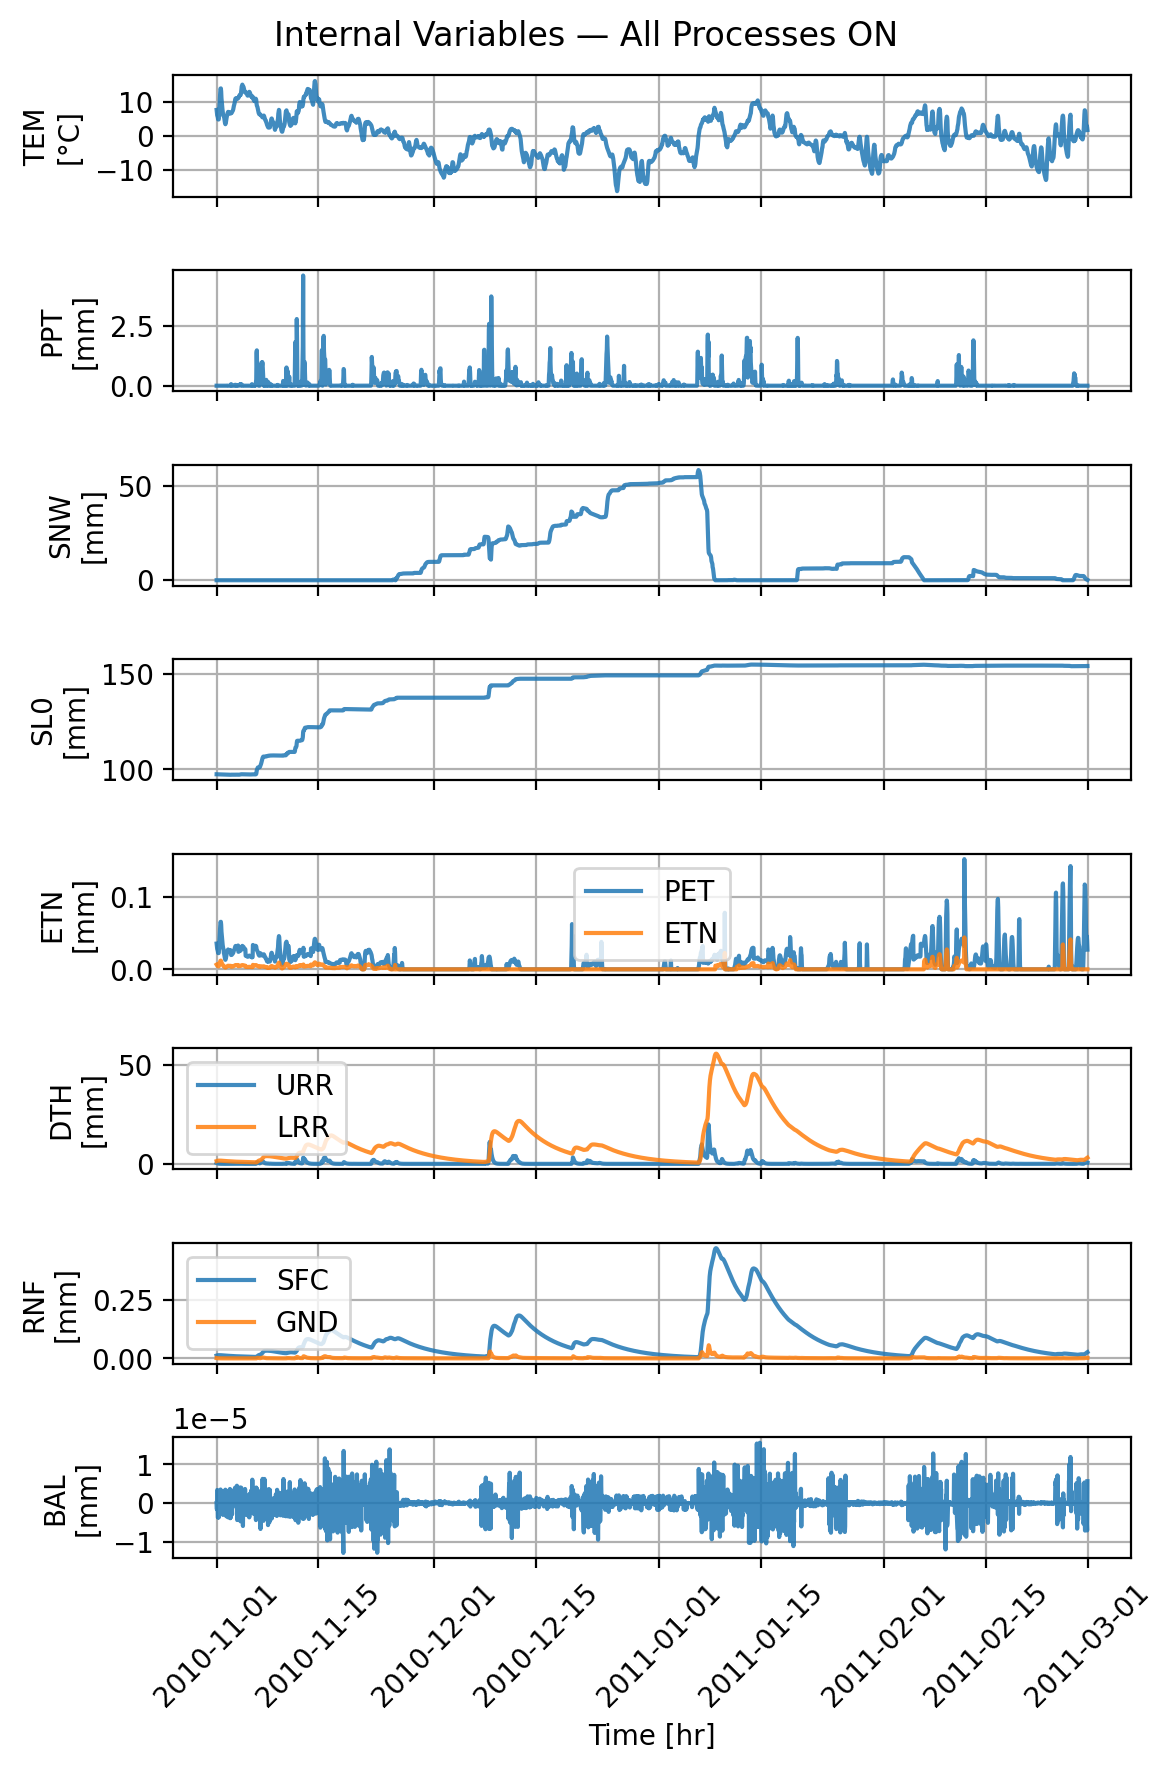 Internal Variables — All Processes ON
TEM
[°C]
10
0
−10
PPT
[mm]
2.5
0.0
SNW
[mm]
50
0
SL0
[mm]
150
100
ETN
[mm]
0.1
0.0
PET
ETN
DTH
[mm]
50
0
URR
LRR
RNF
[mm]
0.25
0.00
SFC
GND
1e−5
BAL
[mm]
1
0
−1
2010-11-01
2010-11-15
2010-12-01
2010-12-15
2011-01-01
2011-01-15
2011-02-01
2011-02-15
2011-03-01
Time [hr]